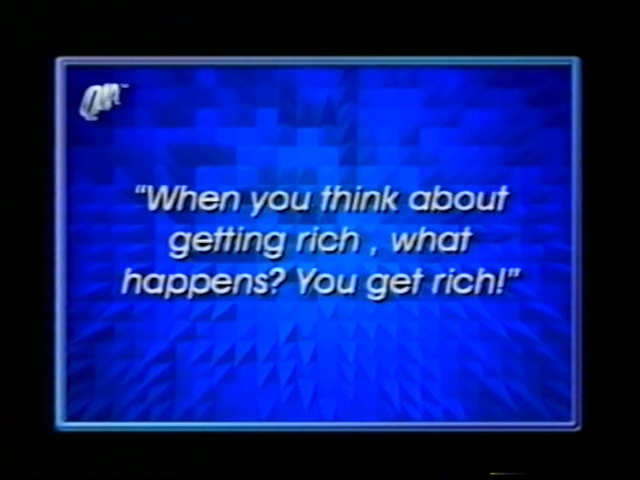 “When you think about
getting rich , what
happens? You get rich!”